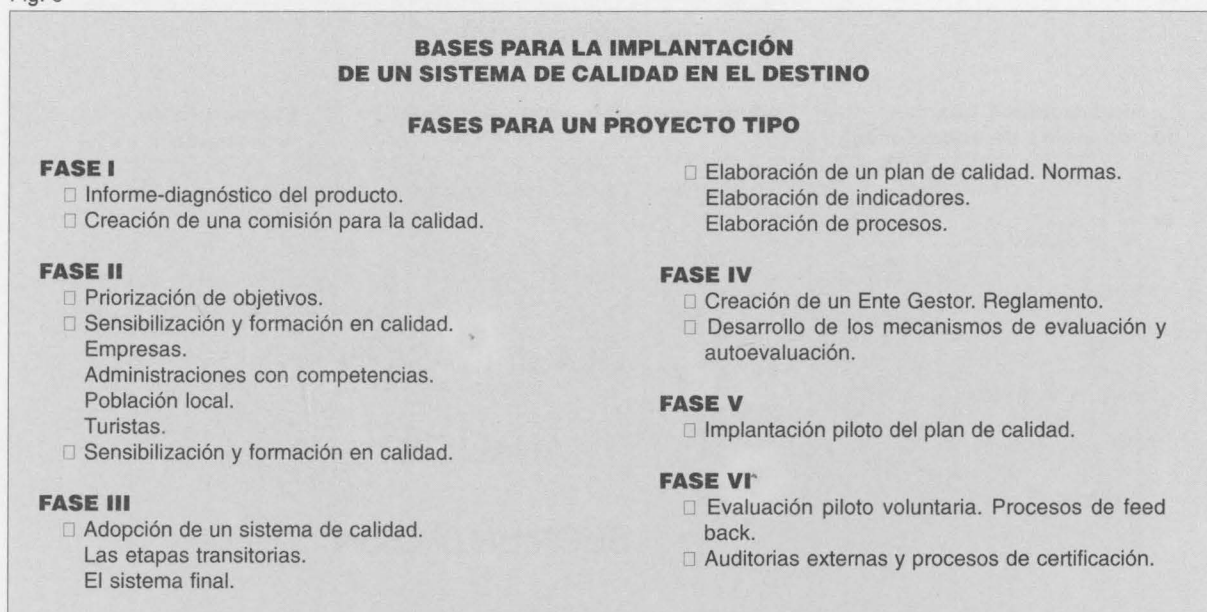 BASES PARA LA IMPLANTACIÓN
DE UN SISTEMA DE CALIDAD EN EL DESTINO
FASES PARA UN PROYECTO TIPO
FASE I
□ Informe-diagnóstico del producto.
□ Creación de una comisión para la calidad.
FASE II
□ Priorización de objetivos.
□ Sensibilización y formación en calidad.
Empresas.
Administraciones con competencias.
Población local.
Turistas.
□ Sensibilización y formación en calidad.
FASE III
□ Adopción de un sistema de calidad.
Las etapas transitorias.
El sistema final.
□ Elaboración de un plan de calidad. Normas.
Elaboración de indicadores.
Elaboración de procesos.
FASE IV
□ Creación de un Ente Gestor. Reglamento.
□ Desarrollo de los mecanismos de evaluación y
autoevaluación.
FASE V
□ Implantación piloto del plan de calidad.
FASE VI
□ Evaluación piloto voluntaria. Procesos de feed
back.
□ Auditorias externas y procesos de certificación.